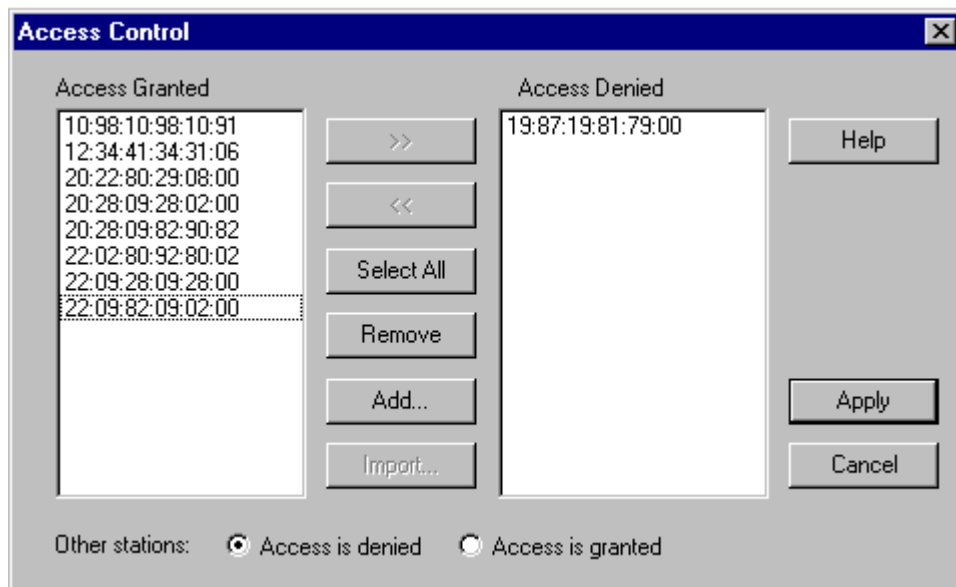 Access Control
Access Granted
10:98:10:98:10:91
12:34:41:34:31:06
20:22:80:29:08:00
20:28:09:28:02:00
20:28:09:82:90:82
22:02:80:92:80:02
22:09:28:09:28:00
22:09:82:09:02:00
>>
<<
Select All
Remove
Add...
Import...
Access Denied
19:87:19:81:79:00
Help
Apply
Cancel
Other stations: Access is denied Access is granted